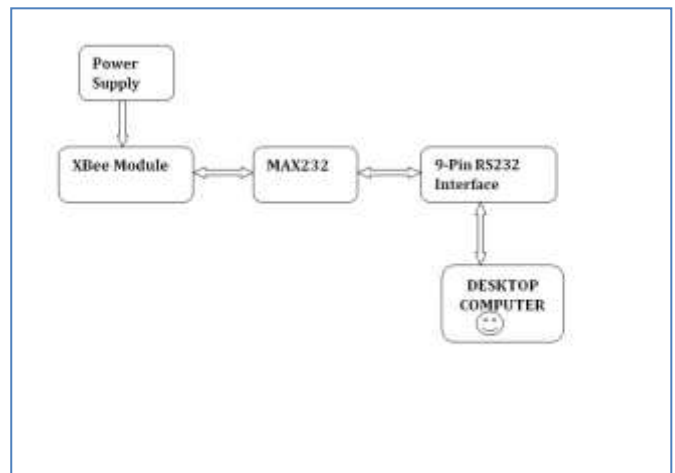 Power
Supply
XBee Module
MAX232
9-Pin RS232
Interface
DESKTOP
COMPUTER